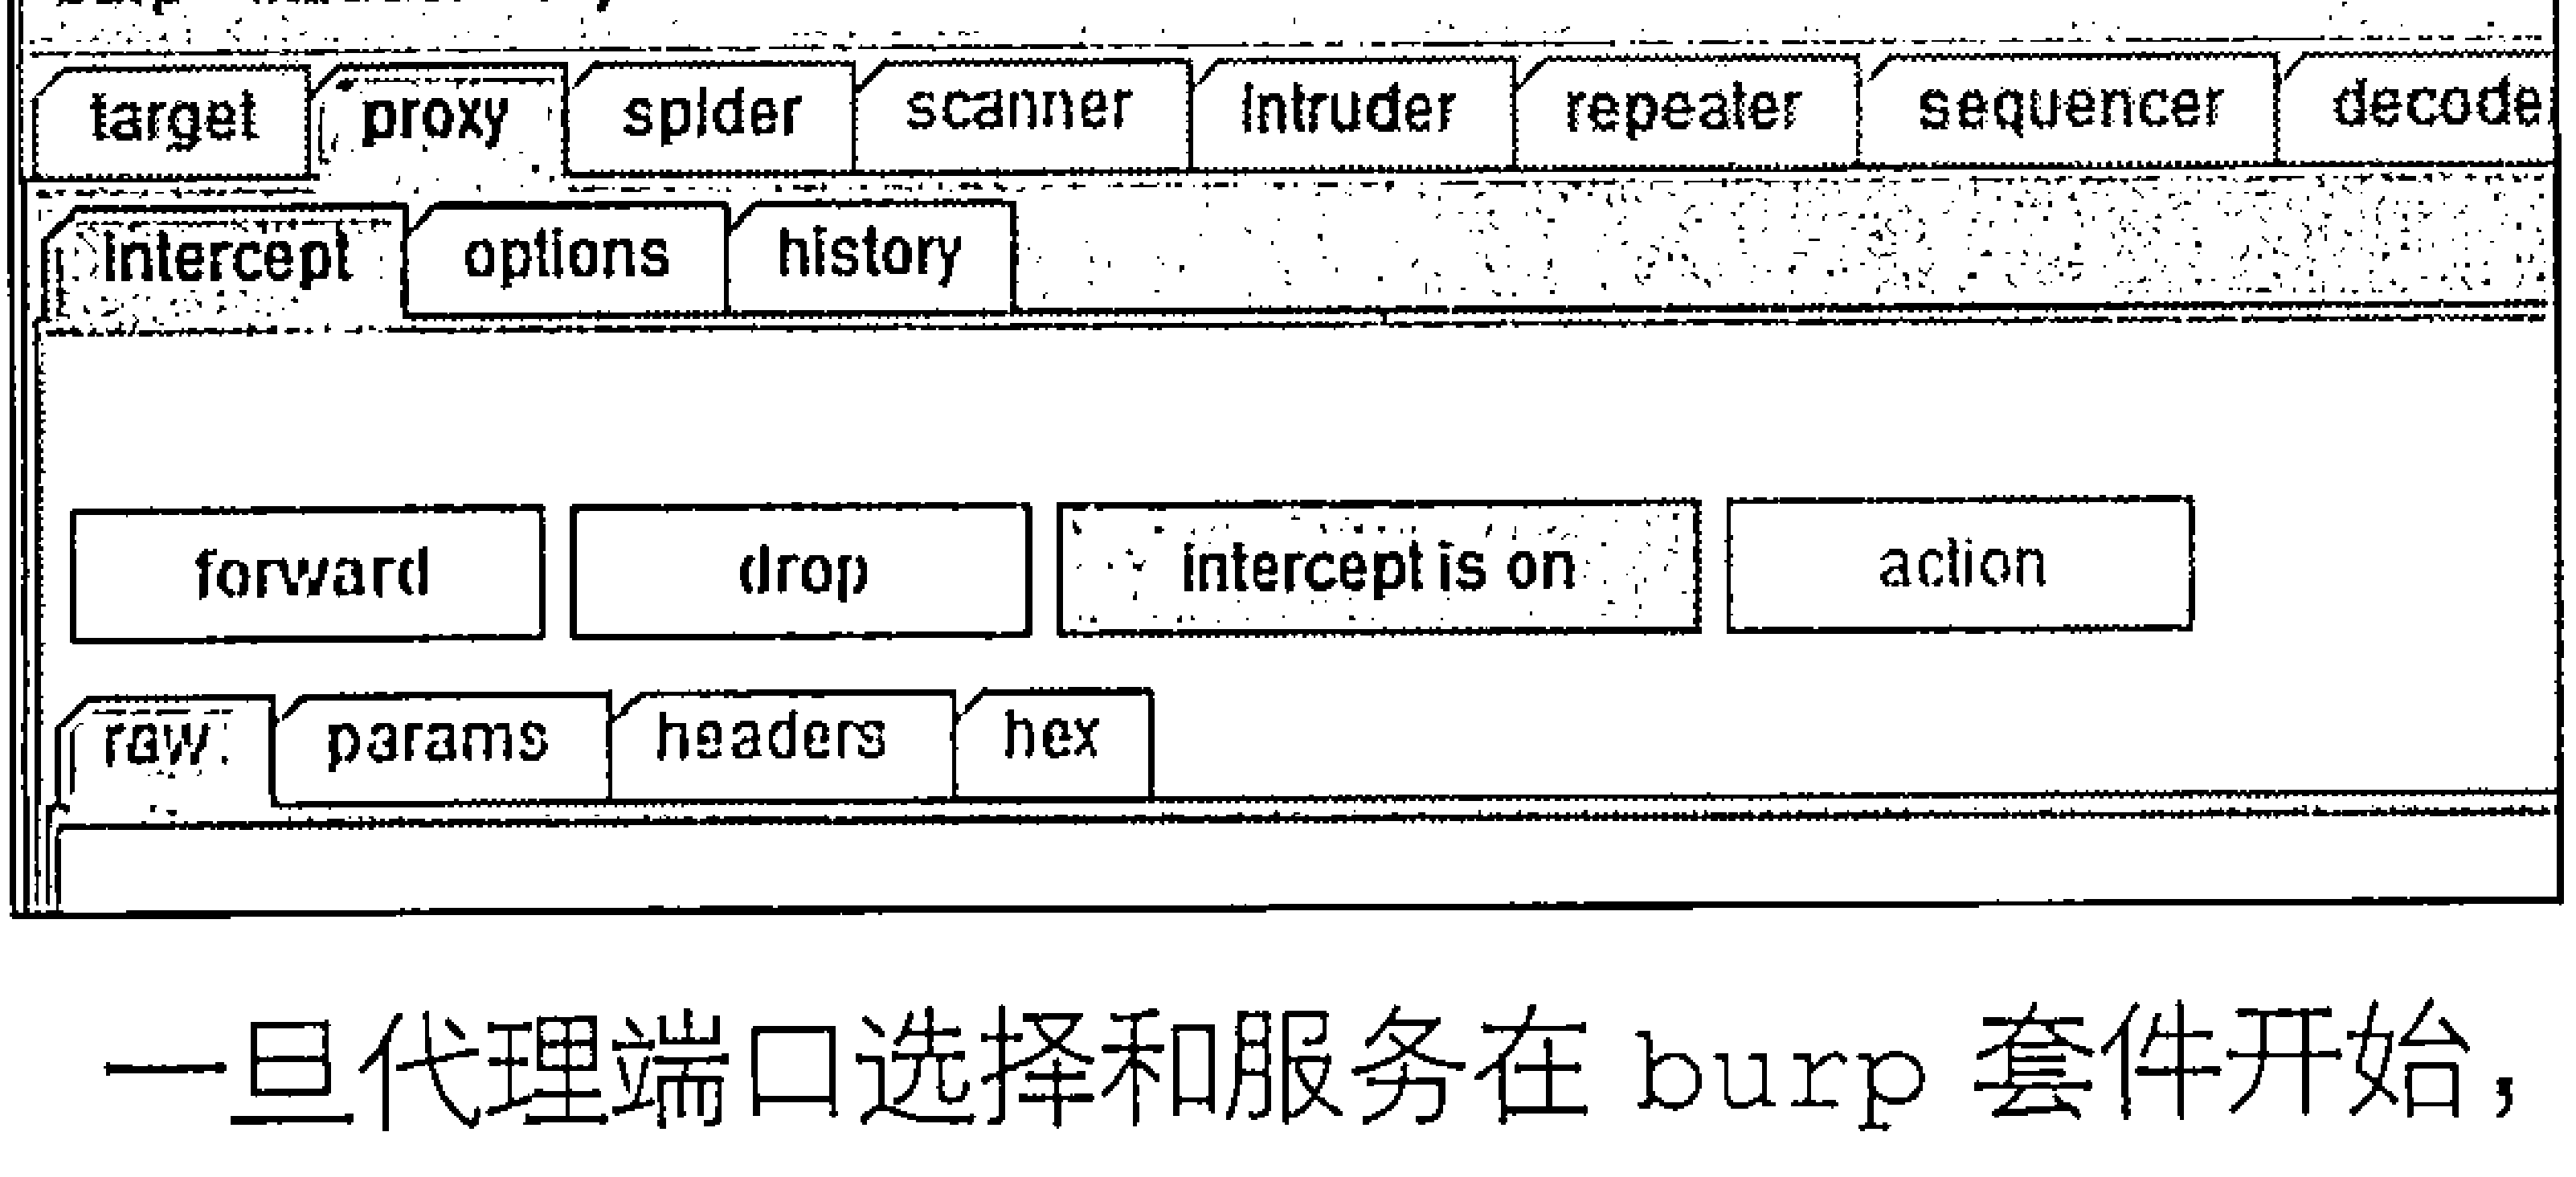 target proxy spider scanner intruder repeater sequencer decoder
intercept options history
forward drop intercept is on action
raw params headers hex
一旦代理端口选择和服务在 burp 套件开始，